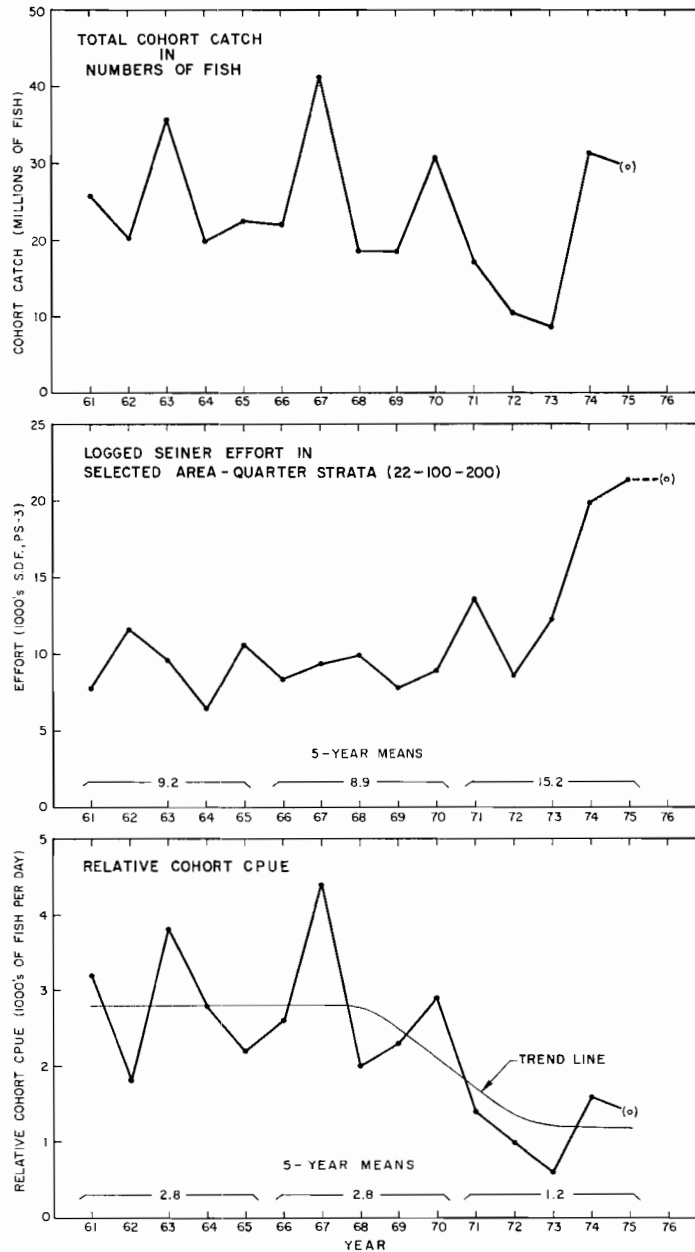 TOTAL COHORT CATCH
IN
NUMBERS OF FISH
COHORT CATCH (MILLIONS OF FISH)
50
40
30
20
10
0
(o)
61 62 63 64 65 66 67 68 69 70 71 72 73 74 75
LOGGED SEINER EFFORT IN
SELECTED AREA-QUARTER STRATA (22-100-200)
EFFORT (1000's S.D.F., PS-3)
25
20
15
10
5
0
(o)
5-YEAR MEANS
9.2 8.9 15.2
61 62 63 64 65 66 67 68 69 70 71 72 73 74 75 76
RELATIVE COHORT CPUE
RELATIVE COHORT CPUE (1000's OF FISH PER DAY)
5
4
3
2
1
0
TREND LINE
(o)
5-YEAR MEANS
2.8 2.8 1.2
61 62 63 64 65 66 67 68 69 70 71 72 73 74 75 76
YEAR